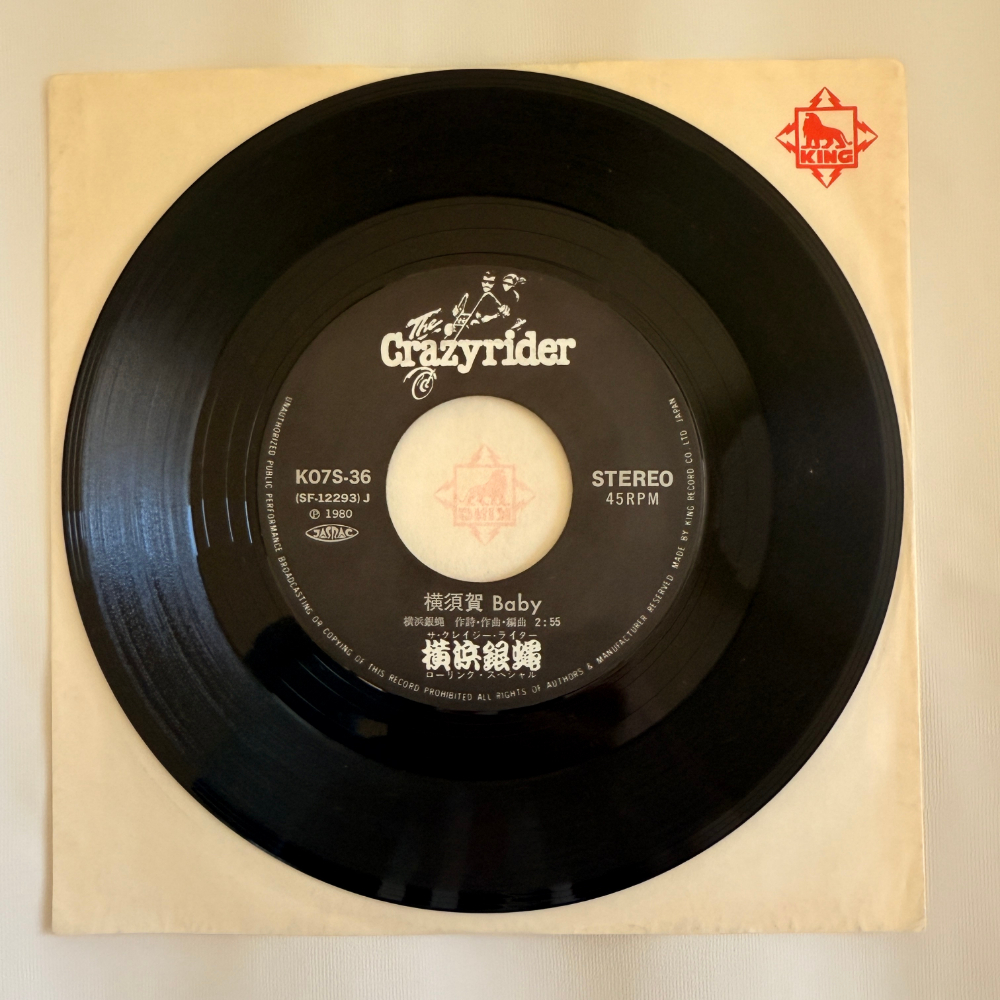 KING
The
Crazyrider
K07S-36
(SF-12293) J
Ⓟ 1980
JASRAC
STEREO
45RPM
KING
横須賀 Baby
横浜銀蝿 作詩・作曲・編曲 2:55
ザ・クレイジー・ライダー
横浜銀蝿
ローリング・スペシャル
UNAUTHORIZED PUBLIC PERFORMANCE BROADCASTING OR COPYING OF THIS RECORD PROHIBITED ALL RIGHTS OF AUTHORS & MANUFACTURER RESERVED MADE BY KING RECORD CO. LTD JAPAN